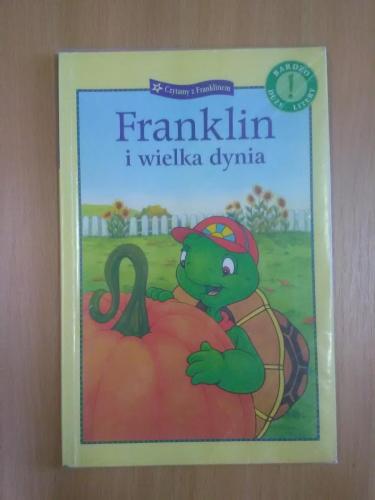 Czytamy z Franklinem
BARDZO
DUŻE LITERY
!
Franklin
i wielka dynia